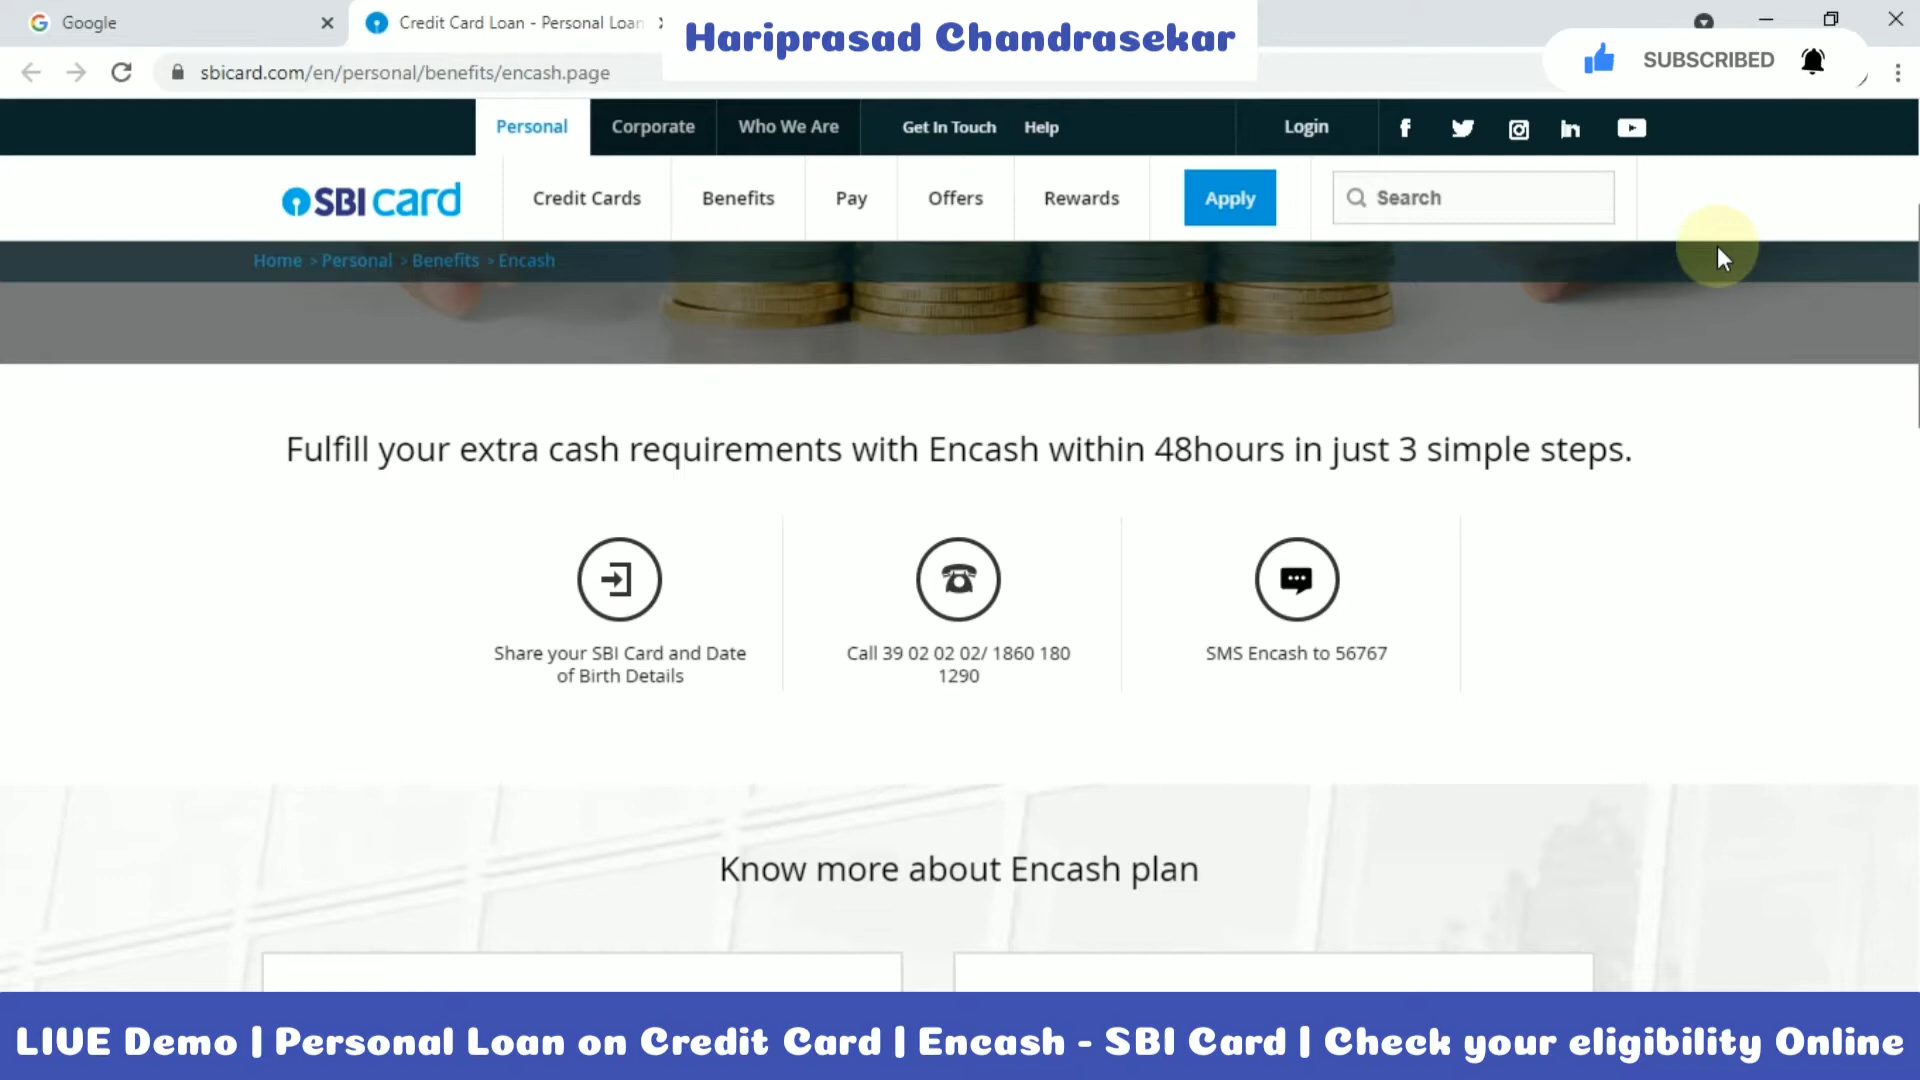 Google
Credit Card Loan - Personal Loan
Hariprasad Chandrasekar
SUBSCRIBED
sbicard.com/en/personal/benefits/encash.page
Personal
Corporate
Who We Are
Get In Touch
Help
Login
SBI card
Credit Cards
Benefits
Pay
Offers
Rewards
Apply
Search
Home > Personal > Benefits > Encash
Fulfill your extra cash requirements with Encash within 48hours in just 3 simple steps.
Share your SBI Card and Date
of Birth Details
Call 39 02 02 02/ 1860 180
1290
SMS Encash to 56767
Know more about Encash plan
LIVE Demo | Personal Loan on Credit Card | Encash - SBI Card | Check your eligibility Online